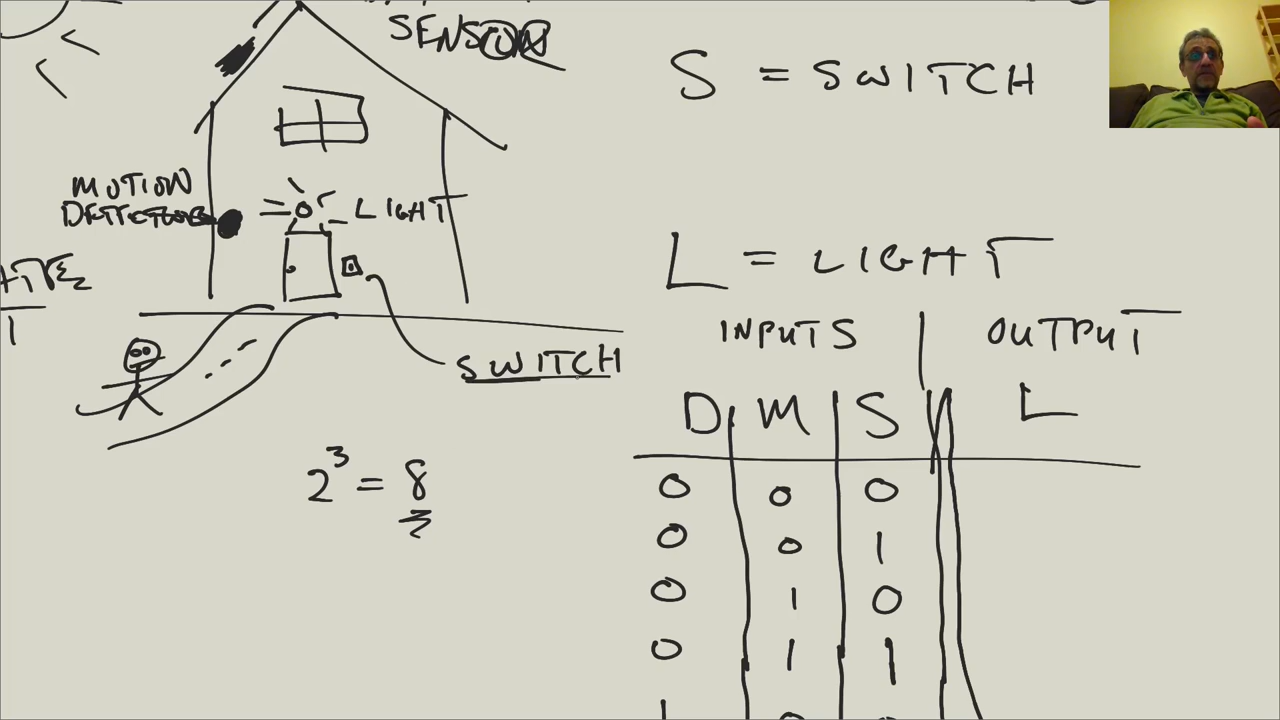 SENSOR
S = SWITCH
MOTION
DETECTOR
LIGHT
L = LIGHT
INPUTS | OUTPUT
SWITCH
D M S L
2³ = 8
0 0 0
0 0 1
0 1 0
0 1 1
1